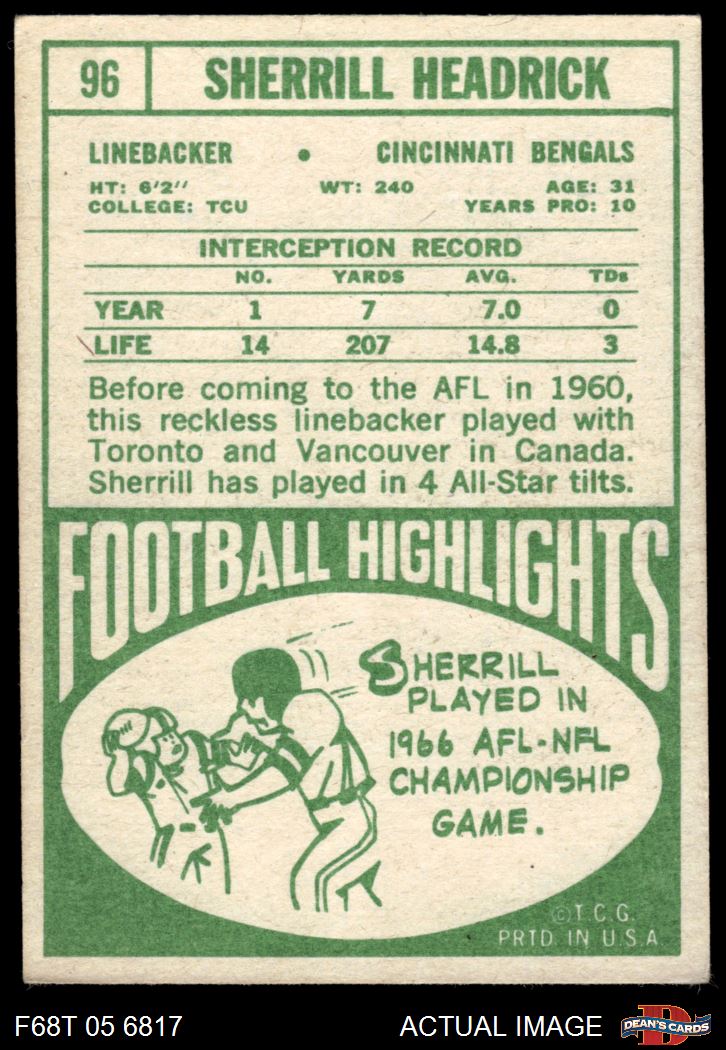 96 SHERRILL HEADRICK
LINEBACKER • CINCINNATI BENGALS
HT: 6'2'' WT: 240 AGE: 31
COLLEGE: TCU YEARS PRO: 10
INTERCEPTION RECORD
NO. YARDS AVG. TDs
YEAR 1 7 7.0 0
LIFE 14 207 14.8 3
Before coming to the AFL in 1960,
this reckless linebacker played with
Toronto and Vancouver in Canada.
Sherrill has played in 4 All-Star tilts.
FOOTBALL HIGHLIGHTS
SHERRILL
PLAYED IN
1966 AFL-NFL
CHAMPIONSHIP
GAME.
©T.C.G.
PRTD. IN U.S.A.
F68T 05 6817 ACTUAL IMAGE DEAN'S CARDS